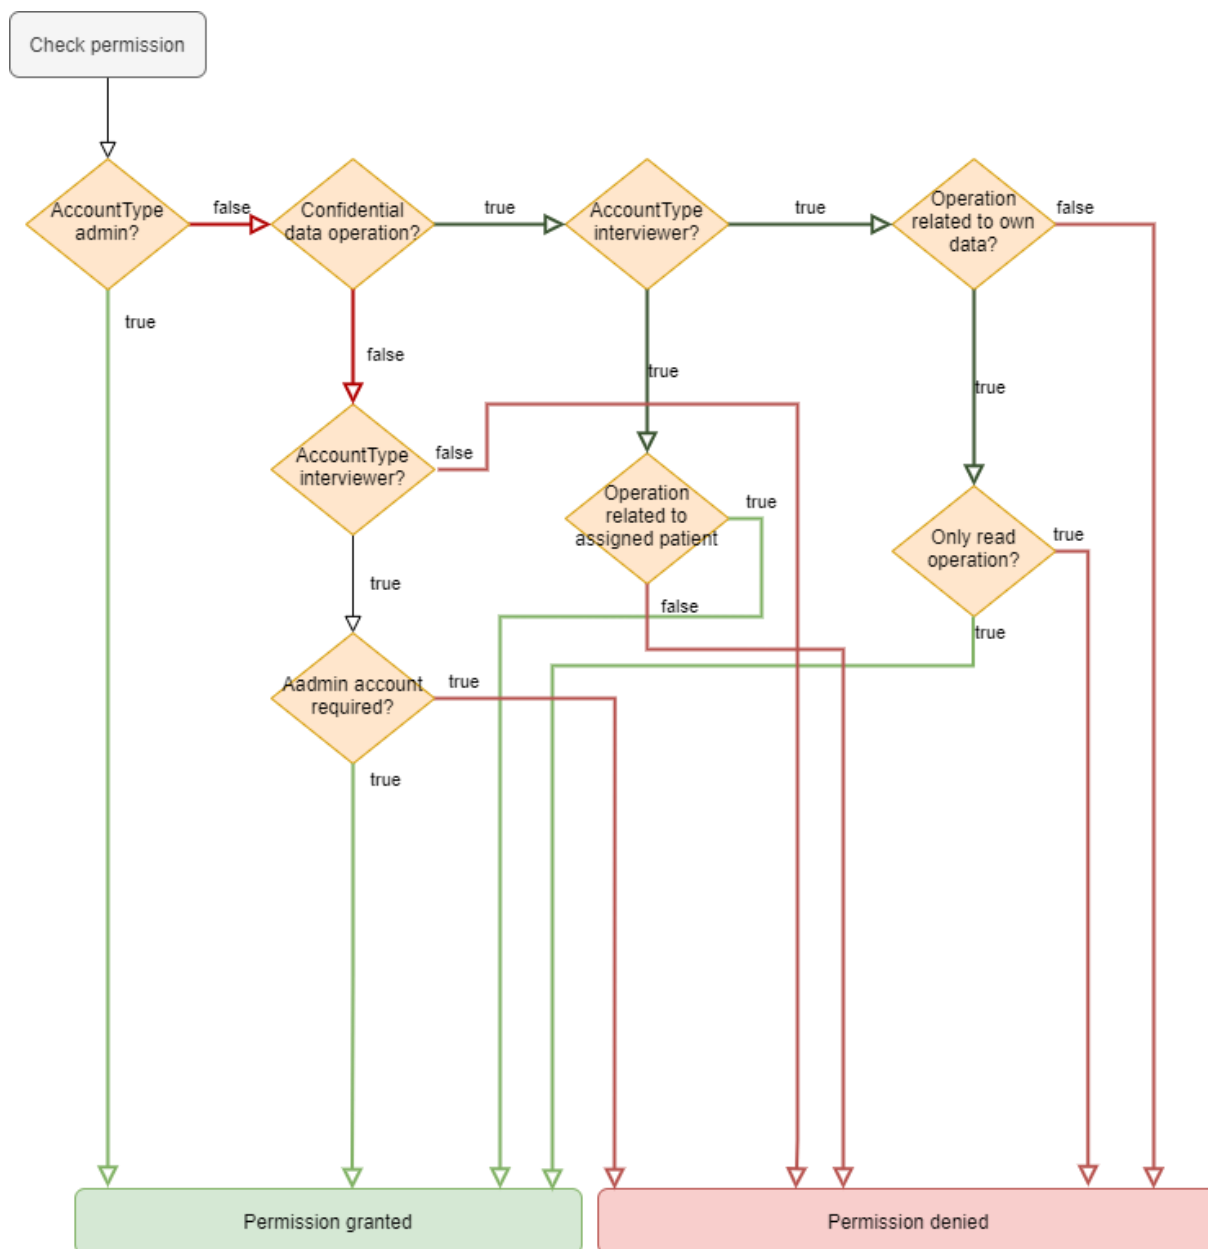 Check permission
AccountType
admin?
false
Confidential
data operation?
true
AccountType
interviewer?
true
Operation
related to own
data?
false
true
false
true
true
AccountType
interviewer?
false
Operation
related to
assigned patient
true
Only read
operation?
true
true
false
true
Aadmin account
required?
true
true
Permission granted
Permission denied